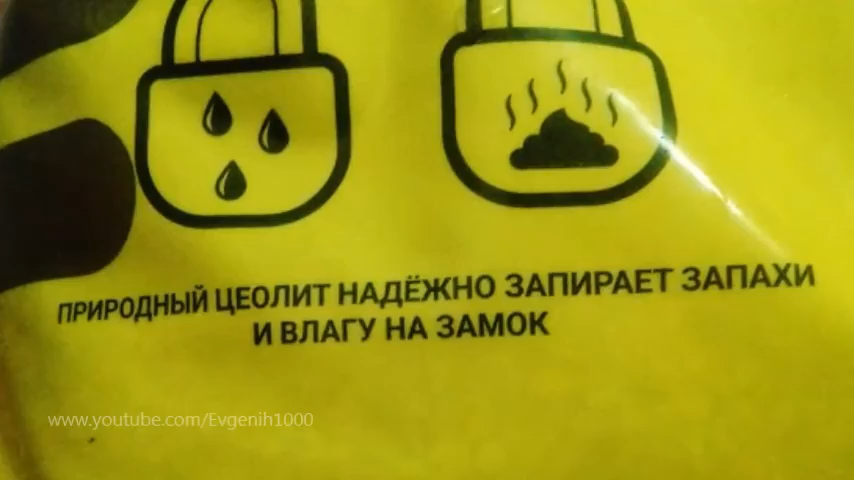 ПРИРОДНЫЙ ЦЕОЛИТ НАДЁЖНО ЗАПИРАЕТ ЗАПАХИ
И ВЛАГУ НА ЗАМОК
www.youtube.com/Evgenih1000